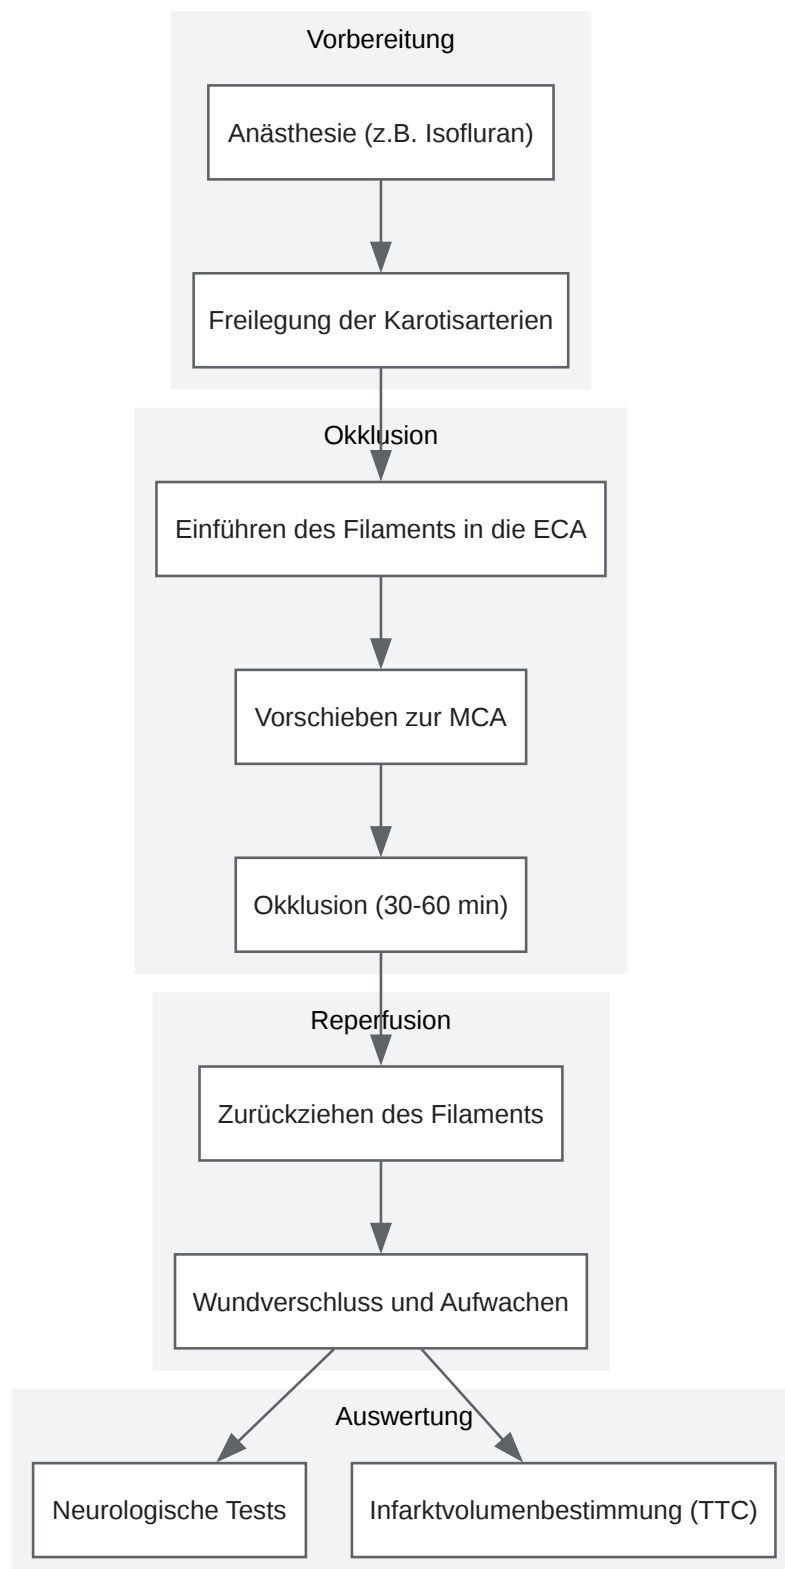 Vorbereitung
Anästhesie (z.B. Isofluran)
Freilegung der Karotisarterien
Okklusion
Einführen des Filaments in die ECA
Vorschieben zur MCA
Okklusion (30-60 min)
Reperfusion
Zurückziehen des Filaments
Wundverschluss und Aufwachen
Auswertung
Neurologische Tests
Infarktvolumenbestimmung (TTC)